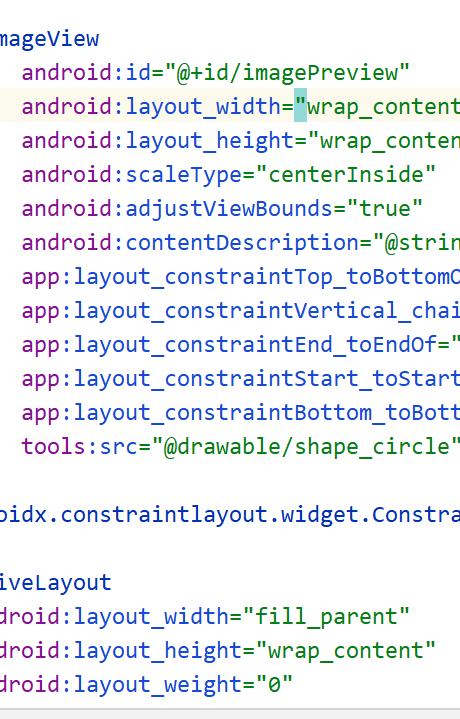 mageView
android:id="@+id/imagePreview"
android:layout_width="wrap_content
android:layout_height="wrap_conten
android:scaleType="centerInside"
android:adjustViewBounds="true"
android:contentDescription="@strin
app:layout_constraintTop_toBottomO
app:layout_constraintVertical_chai
app:layout_constraintEnd_toEndOf="
app:layout_constraintStart_toStart
app:layout_constraintBottom_toBott
tools:src="@drawable/shape_circle"
oidx.constraintlayout.widget.Constra
iveLayout
droid:layout_width="fill_parent"
droid:layout_height="wrap_content"
droid:layout_weight="0"